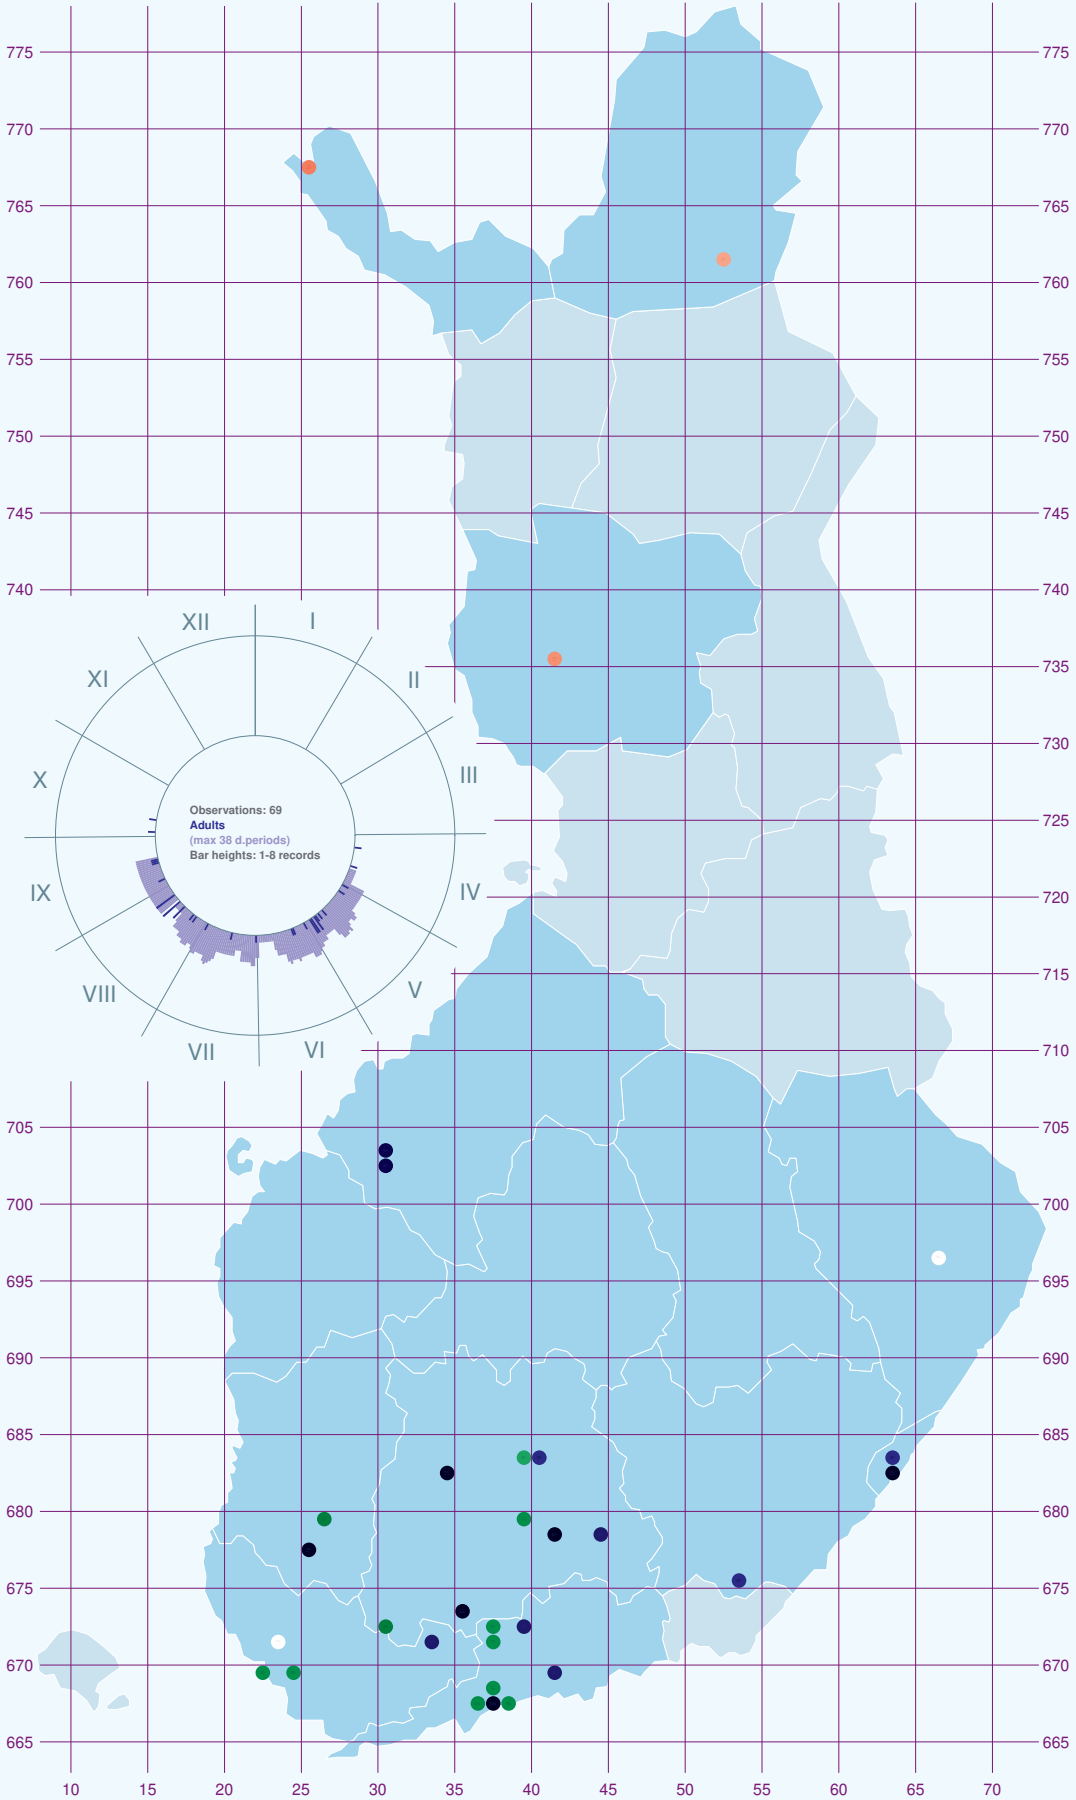 775 775
770 770
765 765
760 760
755 755
750 750
745 745
740 740
XII I
XI II
735
730
X III
Observations: 69
Adults
(max 38 d.periods)
Bar heights: 1-8 records
725
IX IV
720
VIII V
715
VII VI
710
705 705
700 700
695 695
690 690
685 685
680 680
675 675
670 670
665 665
10 15 20 25 30 35 40 45 50 55 60 65 70